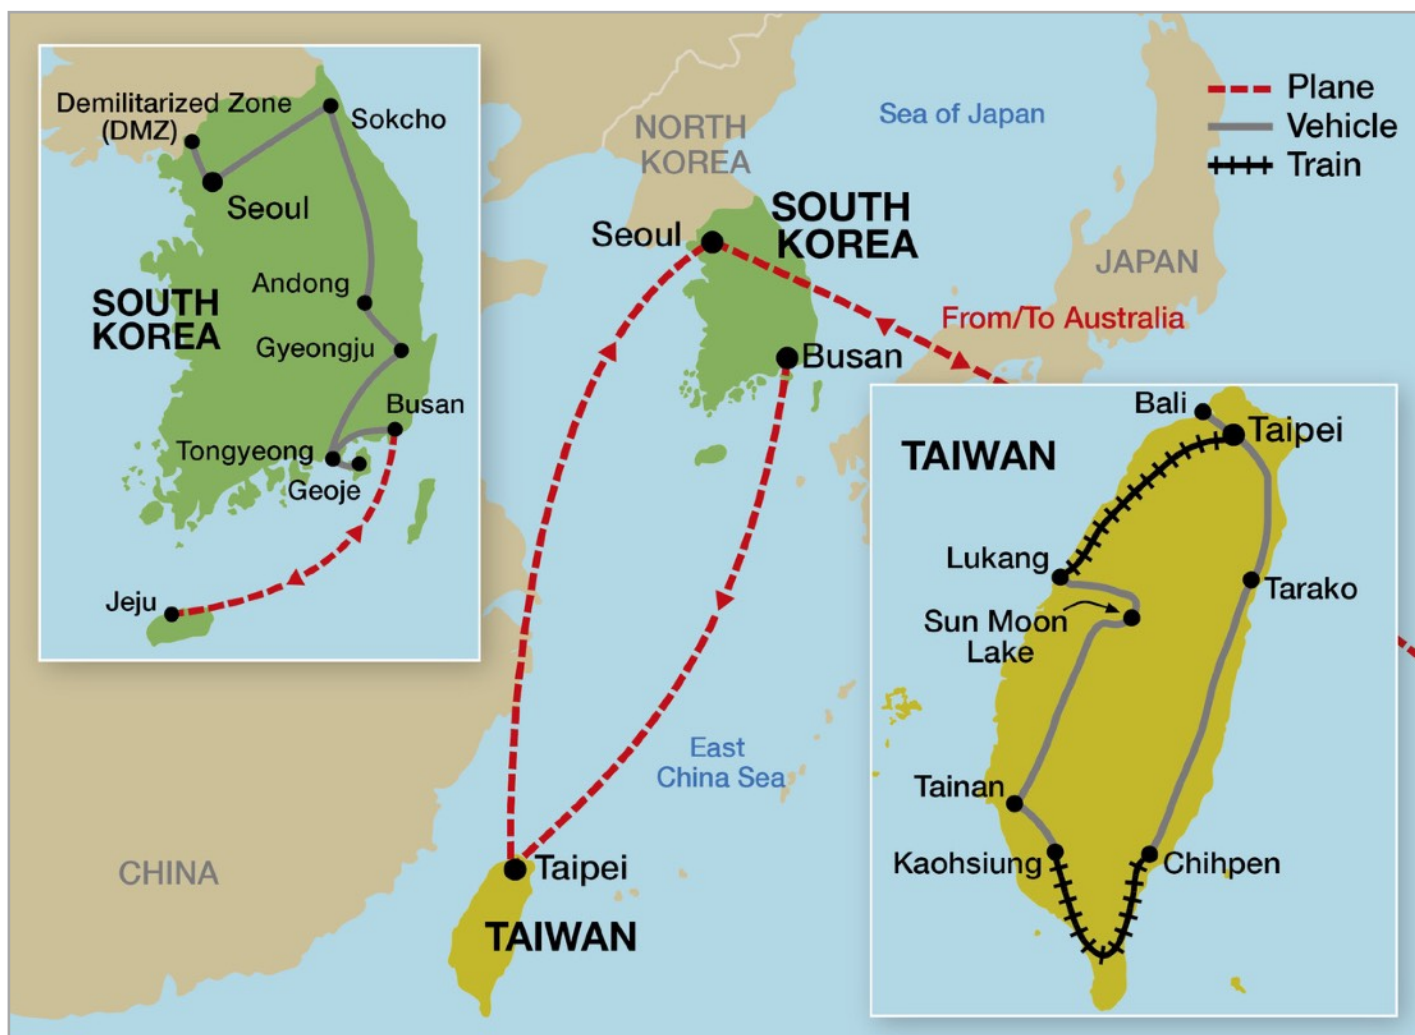 Demilitarized Zone
(DMZ)
Sokcho
Seoul
Andong
SOUTH
KOREA
Gyeongju
Busan
Tongyeong
Geoje
Jeju
Sea of Japan
Plane
Vehicle
Train
NORTH
KOREA
SOUTH
KOREA
Seoul
JAPAN
From/To Australia
Busan
East
China Sea
CHINA
Taipei
TAIWAN
Bali
Taipei
TAIWAN
Lukang
Tarako
Sun Moon
Lake
Tainan
Kaohsiung
Chihpen